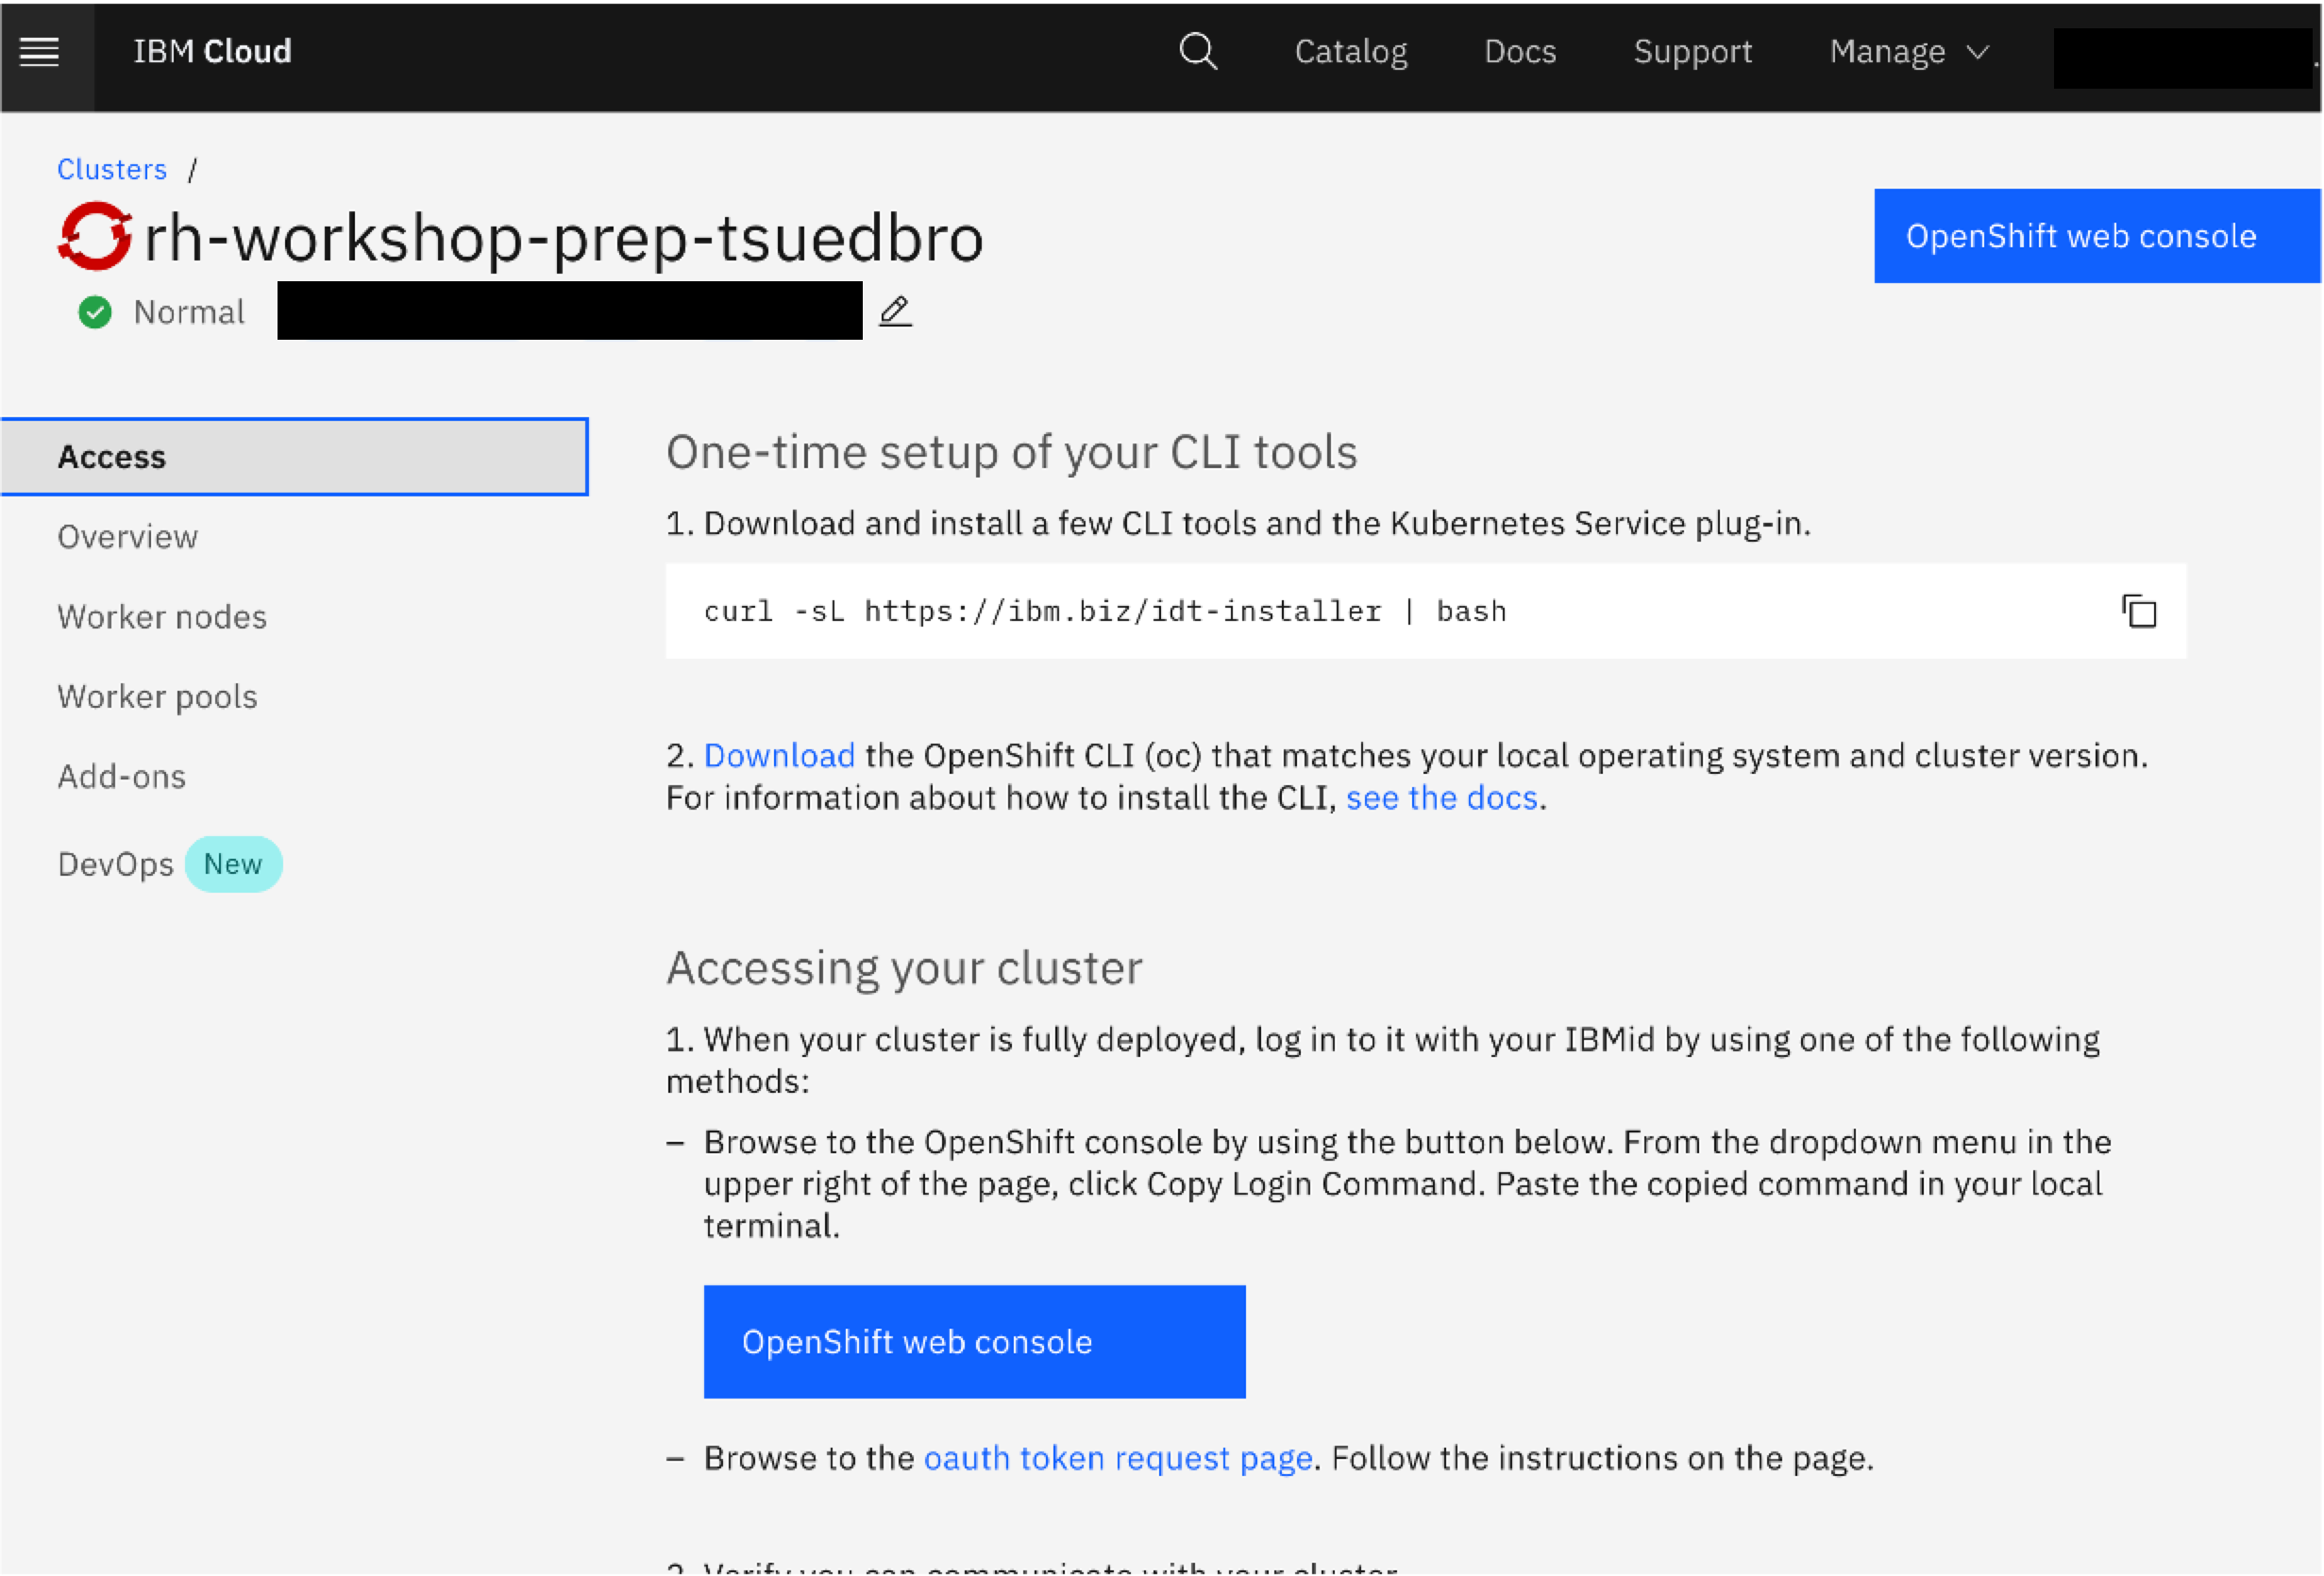 IBM Cloud
Catalog
Docs
Support
Manage
Clusters /
rh-workshop-prep-tsuedbro
OpenShift web console
Normal
Access
Overview
Worker nodes
Worker pools
Add-ons
DevOps New
One-time setup of your CLI tools
1. Download and install a few CLI tools and the Kubernetes Service plug-in.
curl -sL https://ibm.biz/idt-installer | bash
2. Download the OpenShift CLI (oc) that matches your local operating system and cluster version.
For information about how to install the CLI, see the docs.
Accessing your cluster
1. When your cluster is fully deployed, log in to it with your IBMid by using one of the following
methods:
– Browse to the OpenShift console by using the button below. From the dropdown menu in the
upper right of the page, click Copy Login Command. Paste the copied command in your local
terminal.
OpenShift web console
– Browse to the oauth token request page. Follow the instructions on the page.
2. Verify you can communicate with your cluster